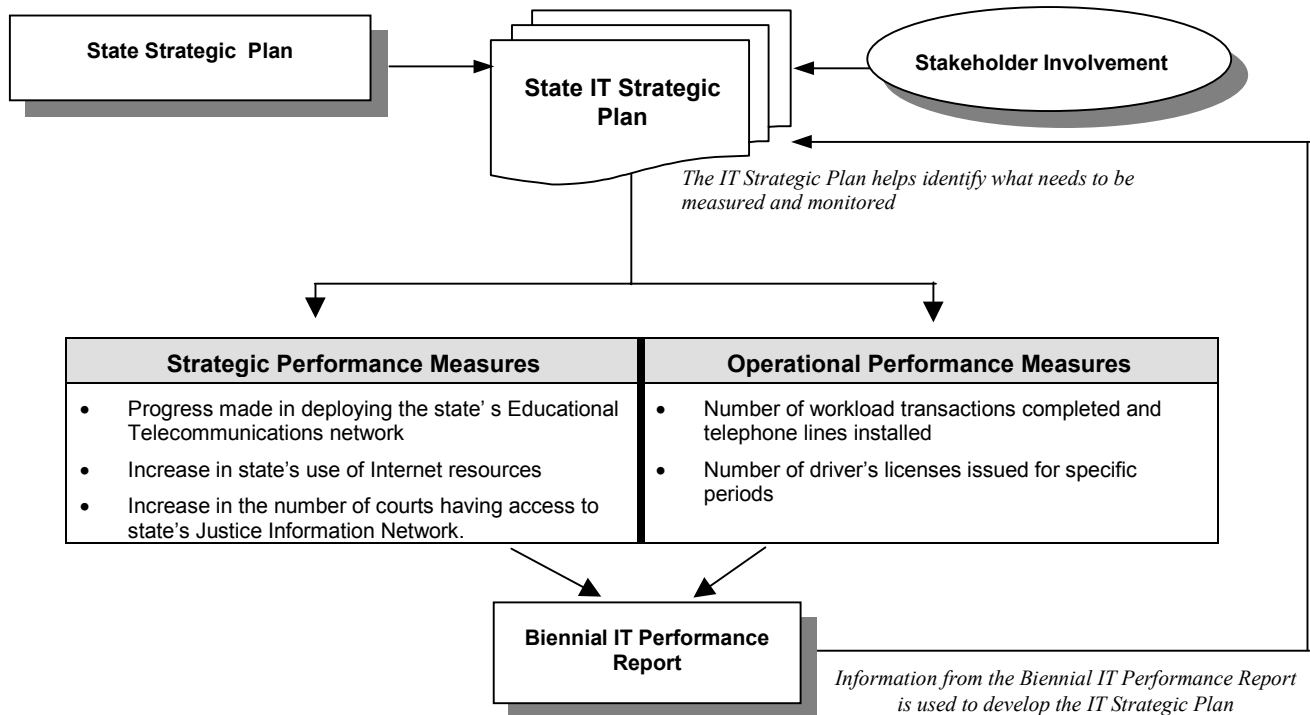 State Strategic Plan
State IT Strategic
Plan
Stakeholder Involvement
The IT Strategic Plan helps identify what needs to be
measured and monitored
Strategic Performance Measures
• Progress made in deploying the state' s Educational
Telecommunications network
• Increase in state's use of Internet resources
• Increase in the number of courts having access to
state's Justice Information Network.
Operational Performance Measures
• Number of workload transactions completed and
telephone lines installed
• Number of driver's licenses issued for specific
periods
Biennial IT Performance
Report
Information from the Biennial IT Performance Report
is used to develop the IT Strategic Plan